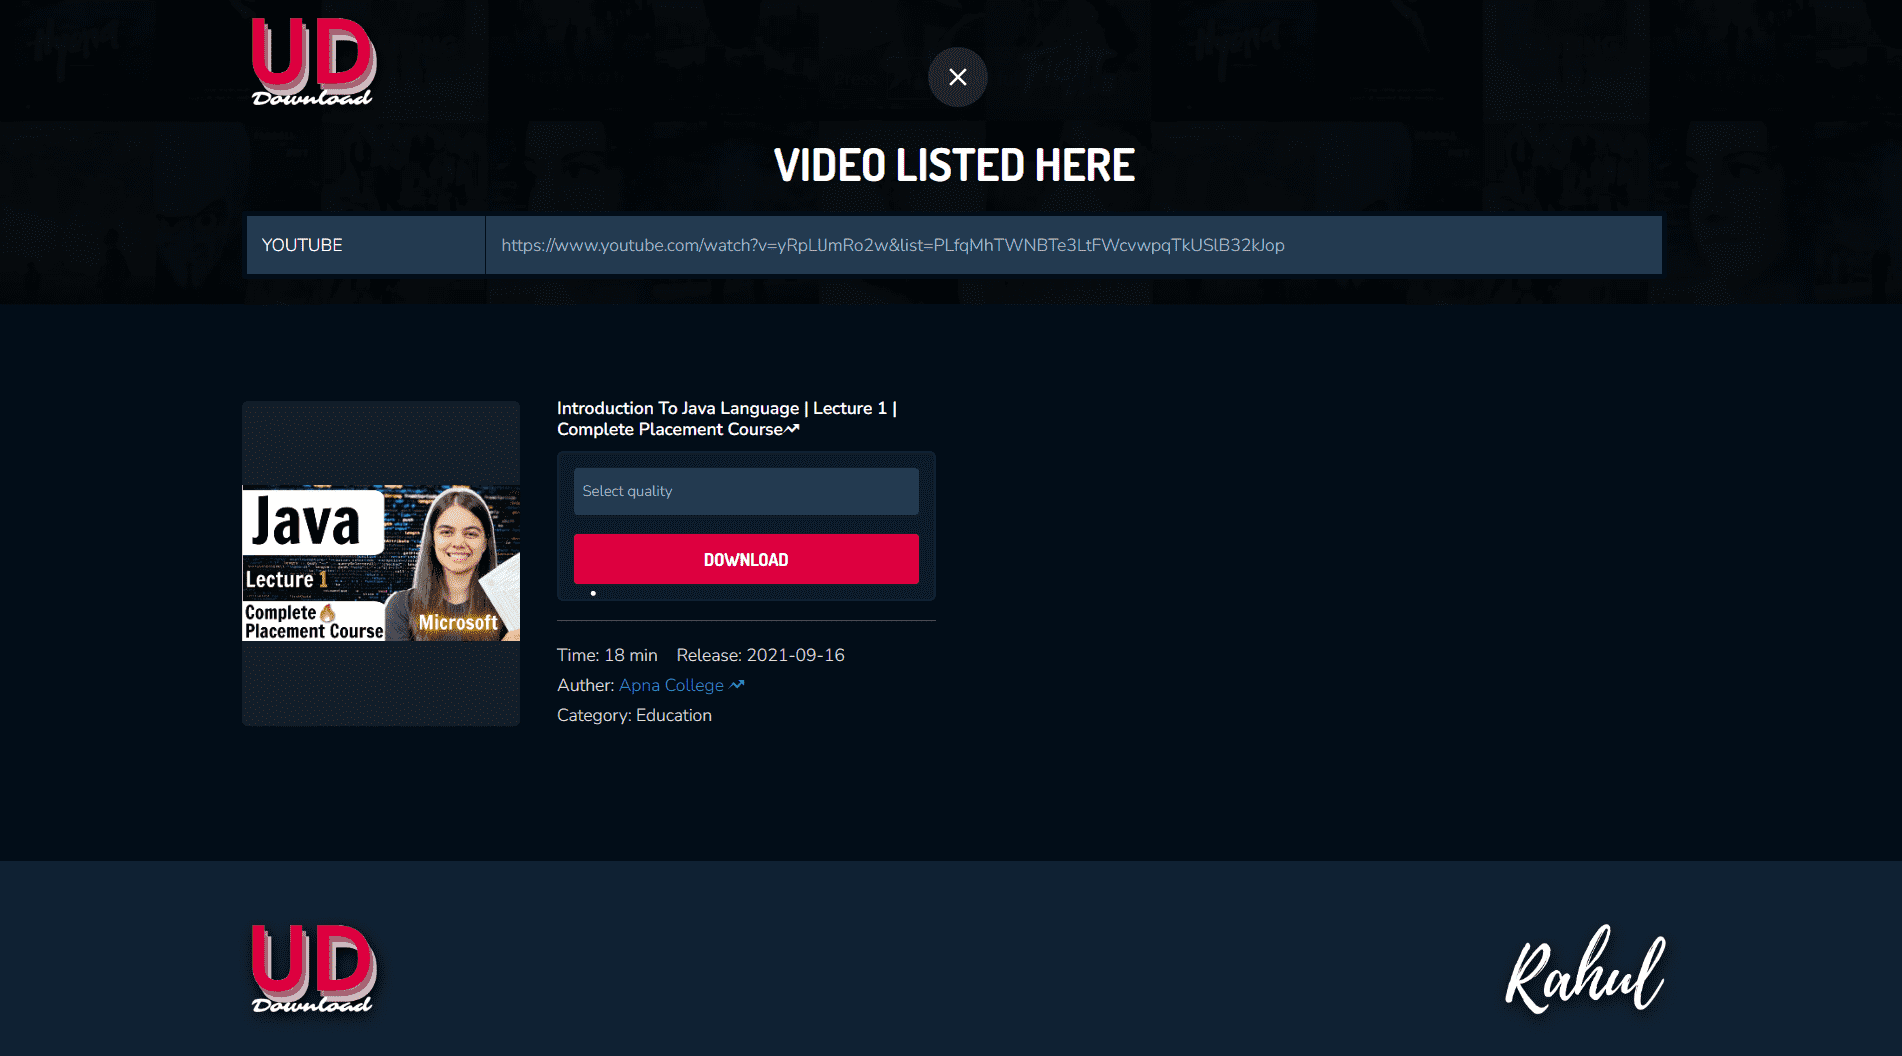 UD
Download
VIDEO LISTED HERE
YOUTUBE
https://www.youtube.com/watch?v=yRpLlJmRo2w&list=PLfqMhTWNBTe3LtFWcvwpqTkUSlB32kJop
Introduction To Java Language | Lecture 1 |
Complete Placement Course
Java
Lecture 1
Complete
Placement Course
Microsoft
Select quality
DOWNLOAD
Time: 18 min Release: 2021-09-16
Auther: Apna College
Category: Education
UD
Download
Rahul